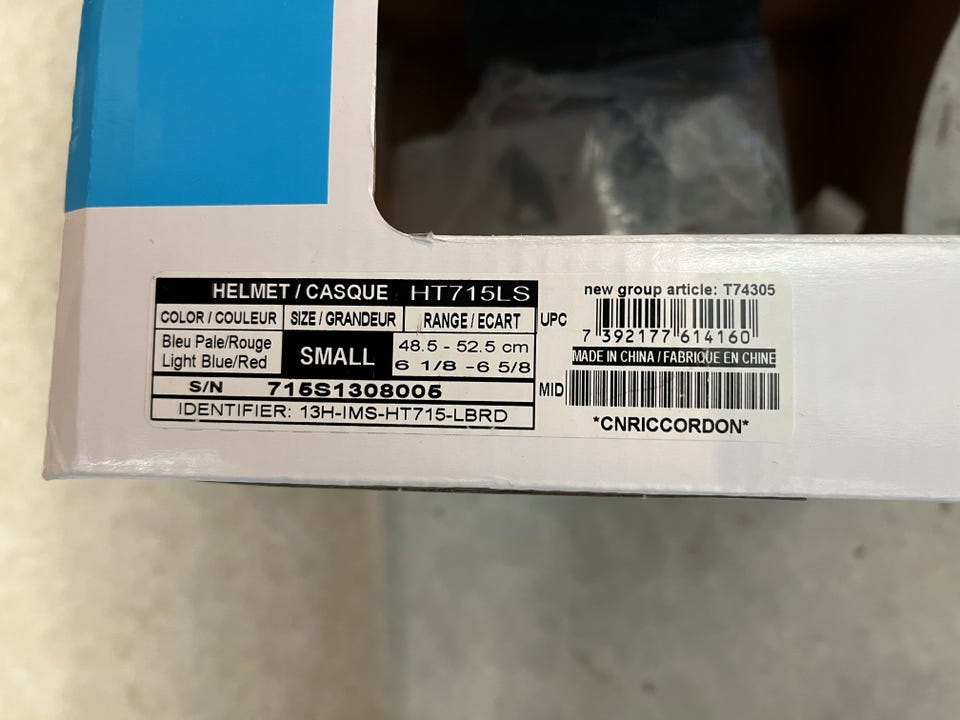 HELMET / CASQUE HT715LS
COLOR / COULEUR SIZE / GRANDEUR RANGE / ECART
Bleu Pale/Rouge
Light Blue/Red
SMALL
48.5 - 52.5 cm
6 1/8 -6 5/8
S/N 715S1308005
IDENTIFIER: 13H-IMS-HT715-LBRD
new group article: T74305
UPC
7 392177 614160
MADE IN CHINA / FABRIQUE EN CHINE
MID
*CNRICCORDON*